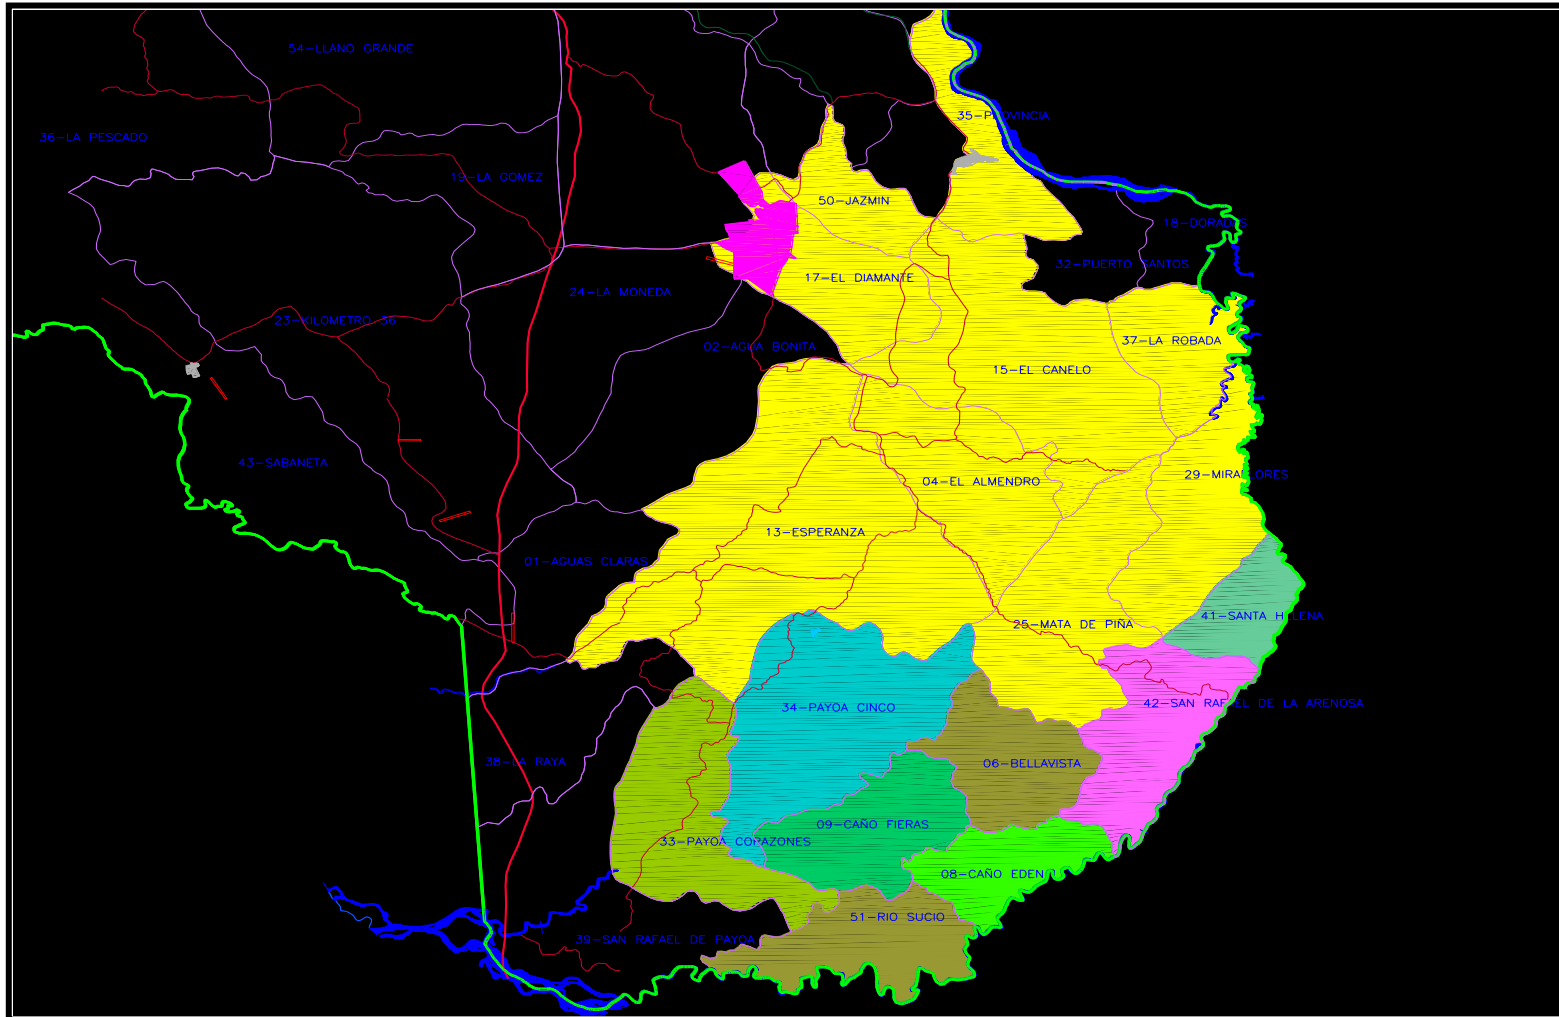 54-LLANO GRANDE
35-PROVINCIA
36-LA PESCADO
19-LA GOMEZ
50-JAZMIN
18-DORADOS
32-PUERTO SANTOS
17-EL DIAMANTE
24-LA MONEDA
23-KILOMETRO 36
02-AGUA BONITA
37-LA ROBADA
15-EL CANELO
43-SABANETA
04-EL ALMENDRO
29-MIRAFLORES
13-ESPERANZA
01-AGUAS CLARAS
41-SANTA HELENA
25-MATA DE PIÑA
42-SAN RAFAEL DE LA ARENOSA
34-PAYOA CINCO
38-LA RAYA
06-BELLAVISTA
09-CAÑO FIERAS
33-PAYOA CORAZONES
08-CAÑO EDEN
51-RIO SUCIO
39-SAN RAFAEL DE PAYOA